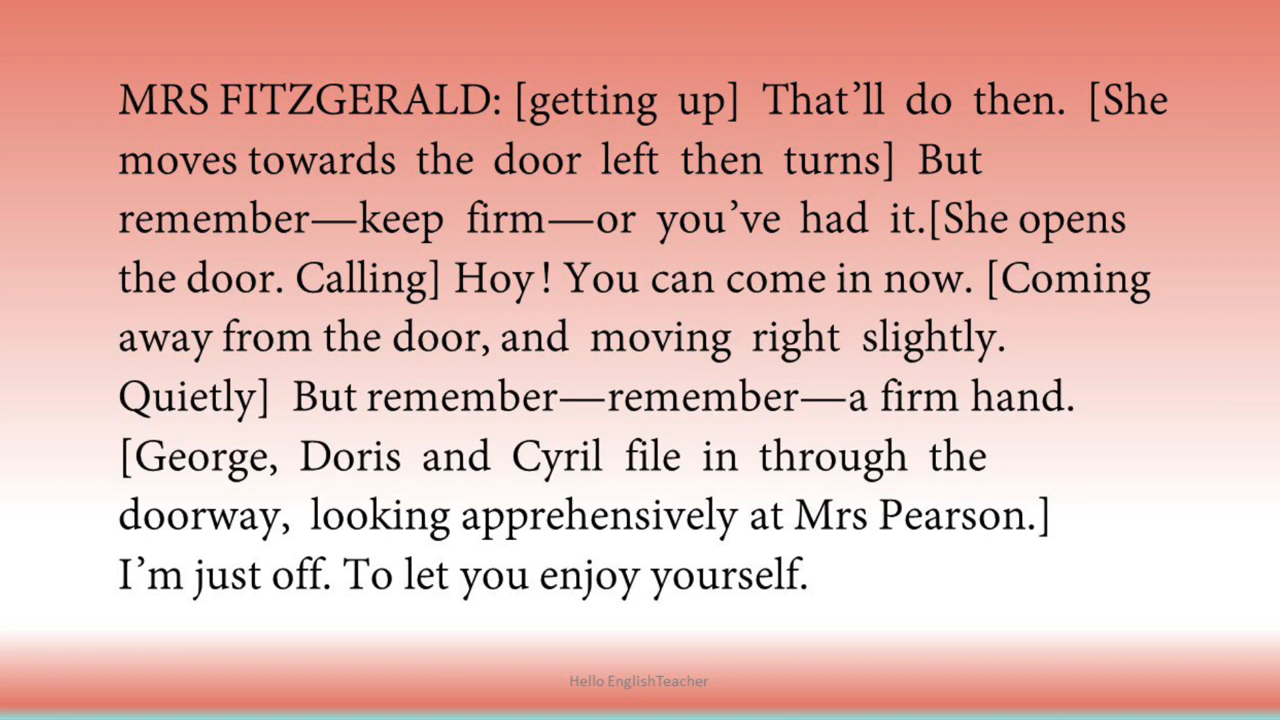 MRS FITZGERALD: [getting up] That’ll do then. [She
moves towards the door left then turns] But
remember—keep firm—or you’ve had it.[She opens
the door. Calling] Hoy! You can come in now. [Coming
away from the door, and moving right slightly.
Quietly] But remember—remember—a firm hand.
[George, Doris and Cyril file in through the
doorway, looking apprehensively at Mrs Pearson.]
I’m just off. To let you enjoy yourself.
Hello EnglishTeacher